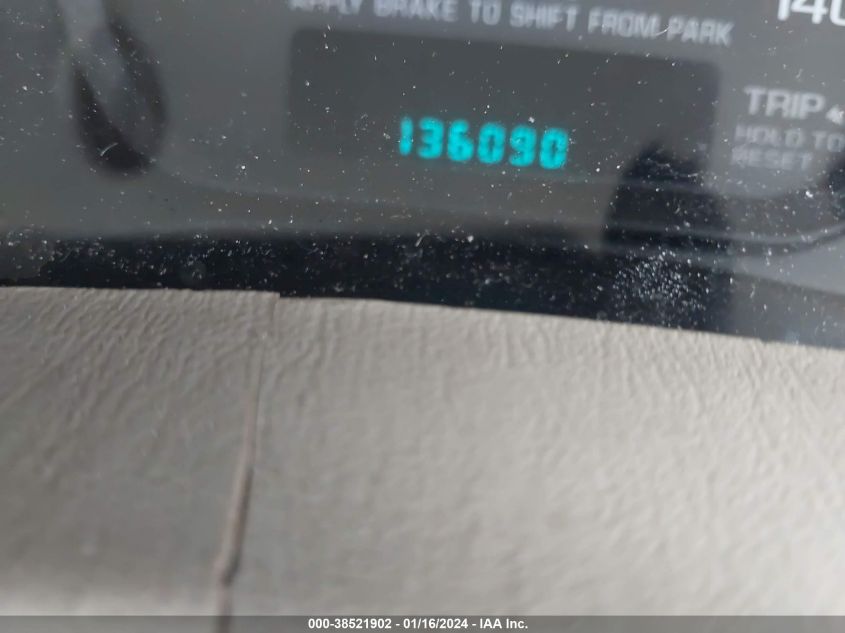 APPLY BRAKE TO SHIFT FROM PARK
140
136090
TRIP
HOLD TO
RESET
000-38521902 - 01/16/2024 - IAA Inc.